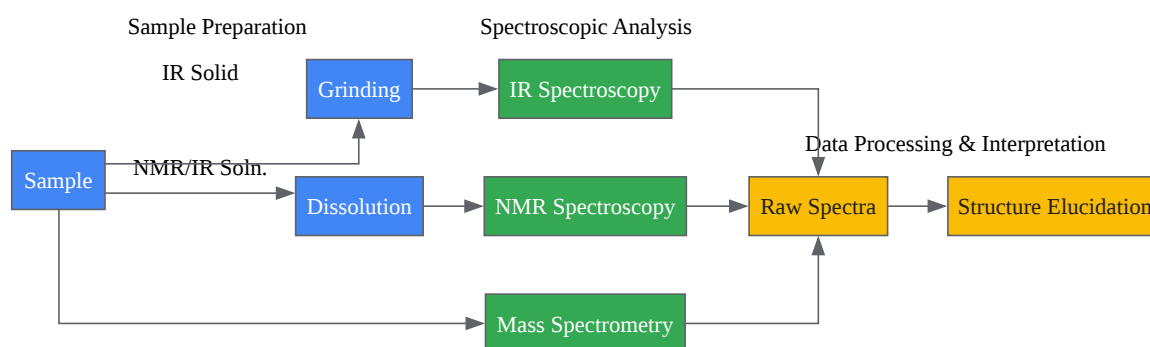 Sample Preparation
Spectroscopic Analysis
IR Solid
Grinding
IR Spectroscopy
Data Processing & Interpretation
NMR/IR Soln.
Sample
Dissolution
NMR Spectroscopy
Raw Spectra
Structure Elucidation
Mass Spectrometry